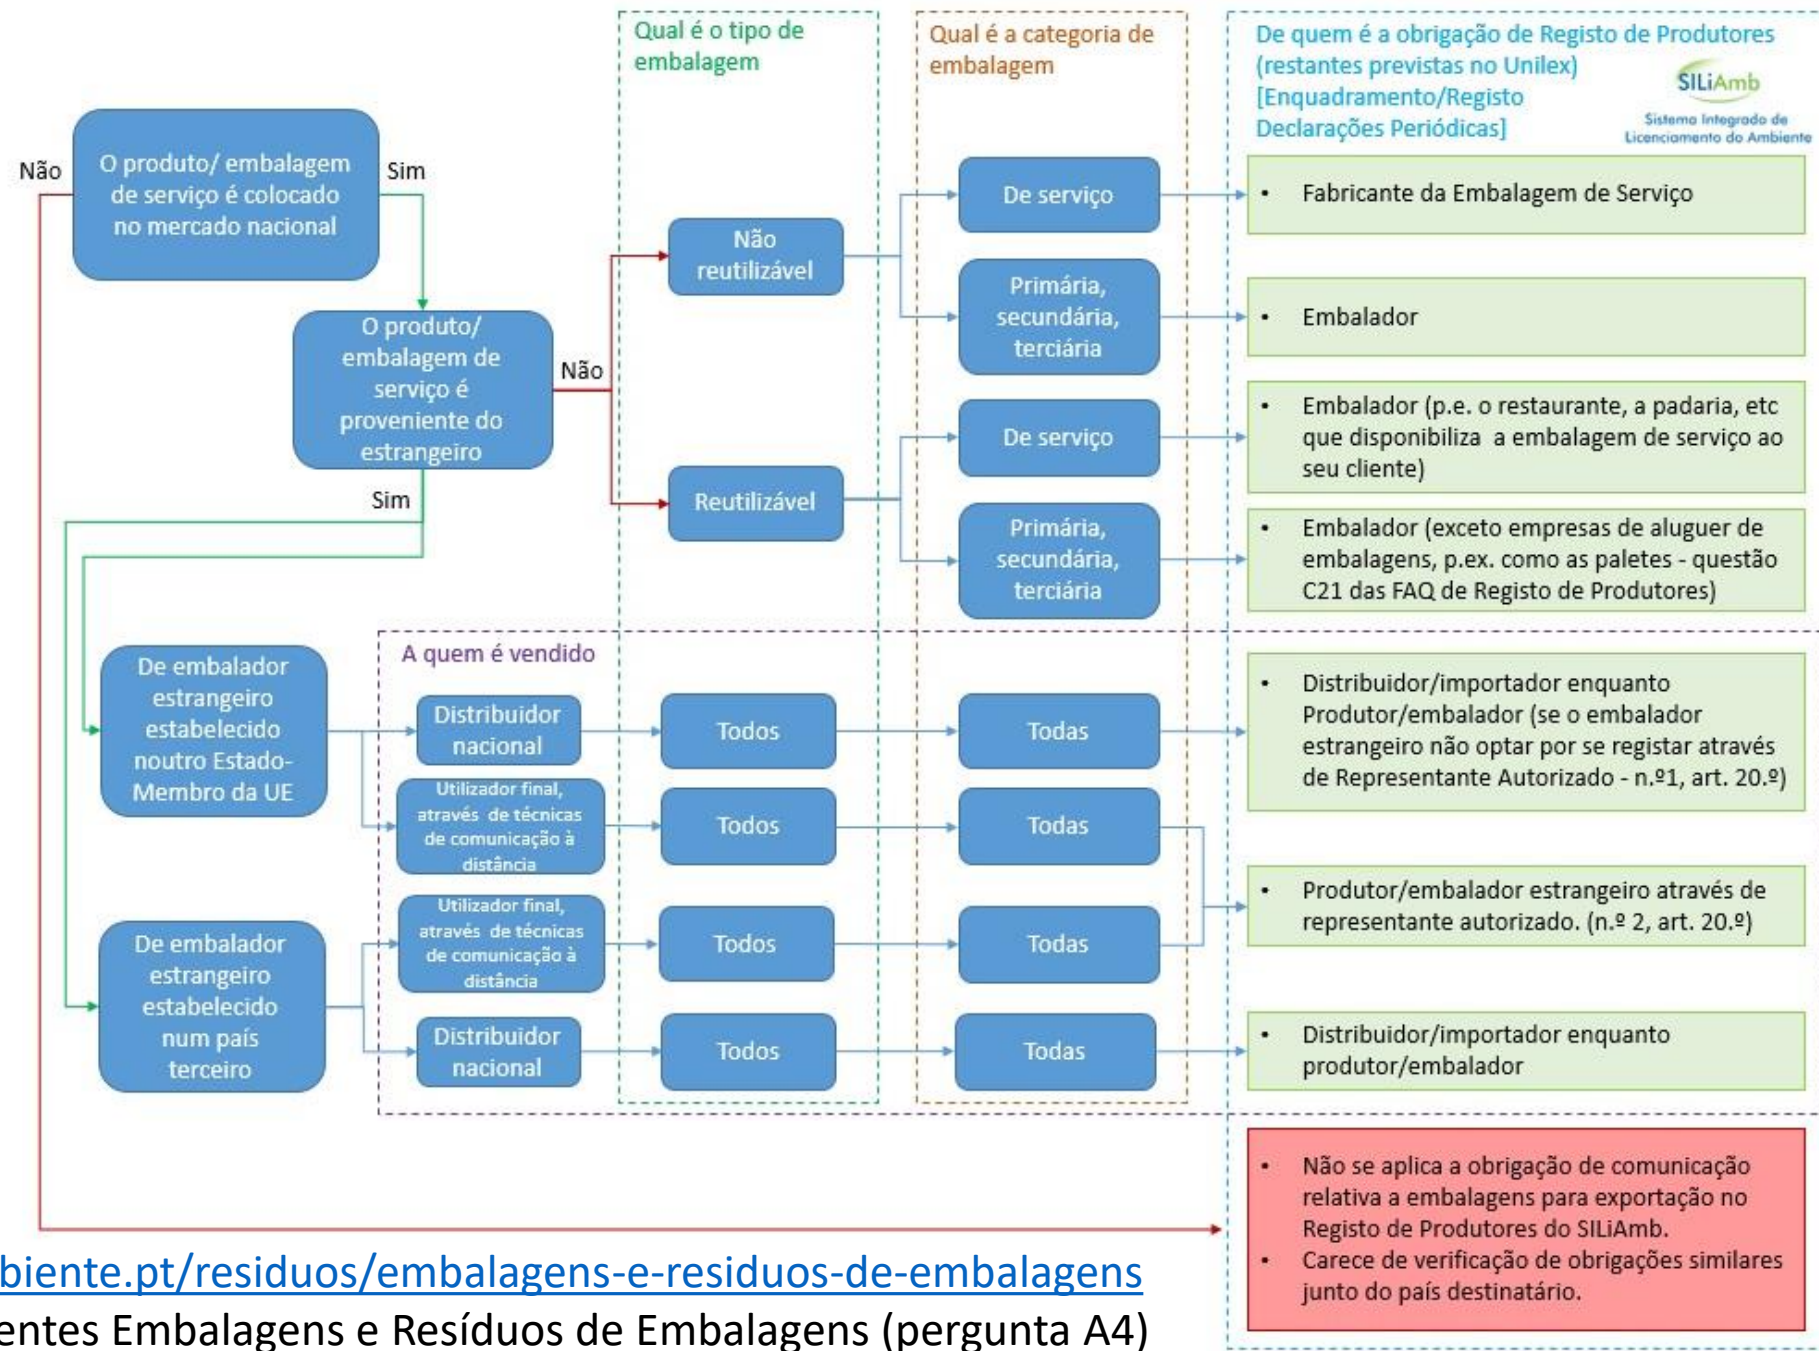 Qual é o tipo de
embalagem
Qual é a categoria de
embalagem
De quem é a obrigação de Registo de Produtores
(restantes previstas no Unilex)
[Enquadramento/Registo
Declarações Periódicas]
SILiAmb
Sistema Integrado de
Licenciamento do Ambiente
Não
O produto/ embalagem
de serviço é colocado
no mercado nacional
Sim
O produto/
embalagem de
serviço é
proveniente do
estrangeiro
Não
Sim
Não
reutilizável
De serviço
Fabricante da Embalagem de Serviço
Primária,
secundária,
terciária
Embalador
Reutilizável
De serviço
Embalador (p.e. o restaurante, a padaria, etc
que disponibiliza a embalagem de serviço ao
seu cliente)
Primária,
secundária,
terciária
Embalador (exceto empresas de aluguer de
embalagens, p.ex. como as paletes - questão
C21 das FAQ de Registo de Produtores)
A quem é vendido
De embalador
estrangeiro
estabelecido
noutro Estado-
Membro da UE
Distribuidor
nacional
Todos
Todas
Distribuidor/importador enquanto
Produtor/embalador (se o embalador
estrangeiro não optar por se registar através
de Representante Autorizado - n.º1, art. 20.º)
Utilizador final,
através de técnicas
de comunicação à
distância
Todos
Todas
De embalador
estrangeiro
estabelecido
num país
terceiro
Utilizador final,
através de técnicas
de comunicação à
distância
Todos
Todas
Produtor/embalador estrangeiro através de
representante autorizado. (n.º 2, art. 20.º)
Distribuidor
nacional
Todos
Todas
Distribuidor/importador enquanto
produtor/embalador
Não se aplica a obrigação de comunicação
relativa a embalagens para exportação no
Registo de Produtores do SILiAmb.
Carece de verificação de obrigações similares
junto do país destinatário.
biente.pt/residuos/embalagens-e-residuos-de-embalagens
entes Embalagens e Resíduos de Embalagens (pergunta A4)